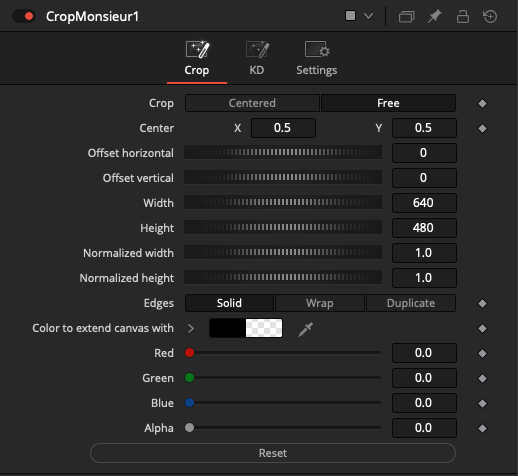 CropMonsieur1
Crop KD Settings
Crop Centered Free
Center X 0.5 Y 0.5
Offset horizontal 0
Offset vertical 0
Width 640
Height 480
Normalized width 1.0
Normalized height 1.0
Edges Solid Wrap Duplicate
Color to extend canvas with
Red 0.0
Green 0.0
Blue 0.0
Alpha 0.0
Reset